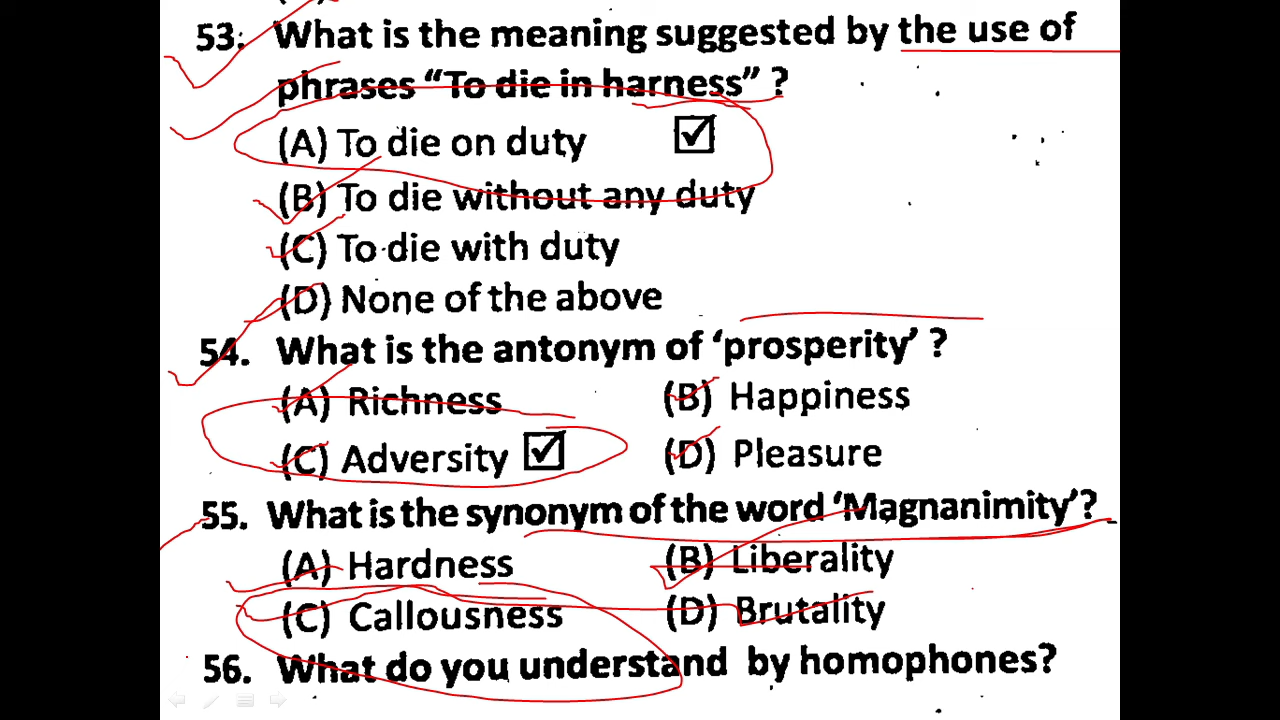 53. What is the meaning suggested by the use of
phrases “To die in harness” ?
(A) To die on duty ☑
(B) To die without any duty
(C) To die with duty
(D) None of the above
54. What is the antonym of ‘prosperity’ ?
(A) Richness (B) Happiness
(C) Adversity ☑ (D) Pleasure
55. What is the synonym of the word ‘Magnanimity’?
(A) Hardness (B) Liberality
(C) Callousness (D) Brutality
56. What do you understand by homophones?